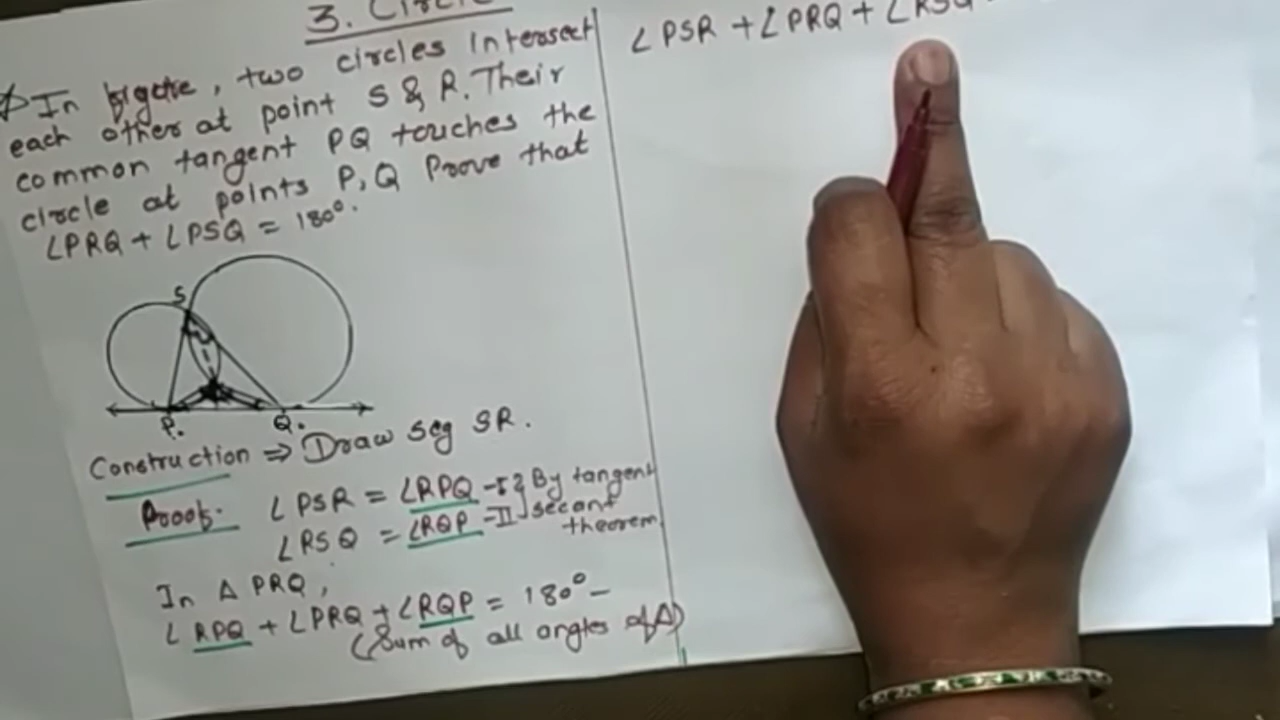 3. Circle
In figure, two circles Intersect
each other at point S & R. Their
common tangent PQ touches the
circle at points P, Q Prove that
∠PRQ + ∠PSQ = 180°.
S
P. Q.
Construction ⇒ Draw seg SR.
Proof- ∠PSR = ∠RPQ -I } By tangent
∠RSQ = ∠RQP -II } secant
theorem
In Δ PRQ,
∠RPQ + ∠PRQ + ∠RQP = 180° -
(Sum of all angles of Δ)
∠PSR + ∠PRQ + ∠RSQ